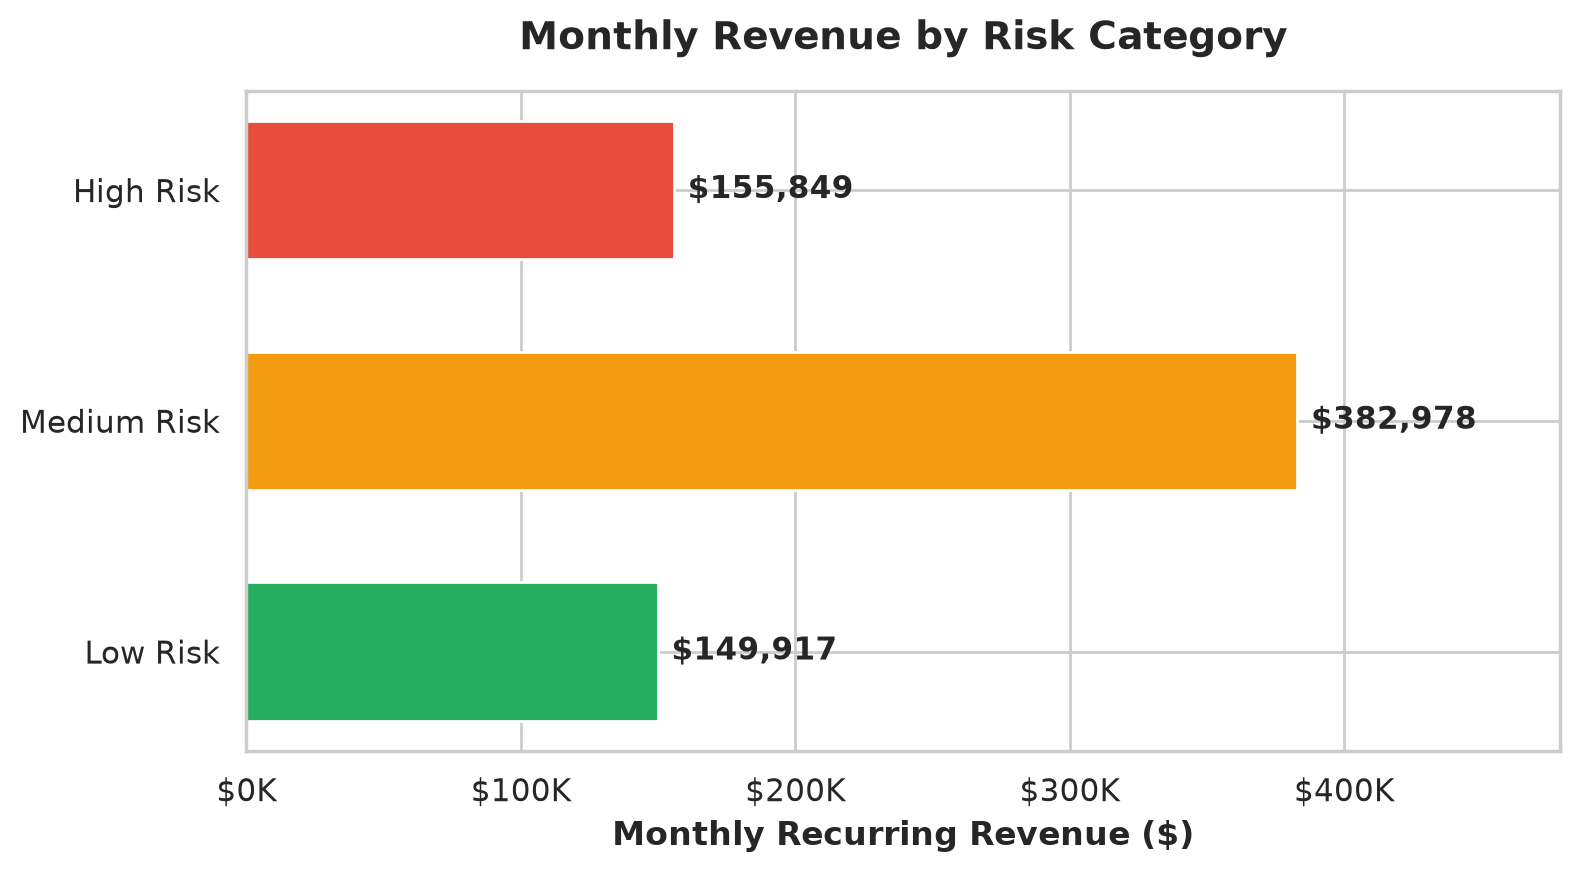 Monthly Revenue by Risk Category
High Risk
$155,849
Medium Risk
$382,978
Low Risk
$149,917
$0K $100K $200K $300K $400K
Monthly Recurring Revenue ($)